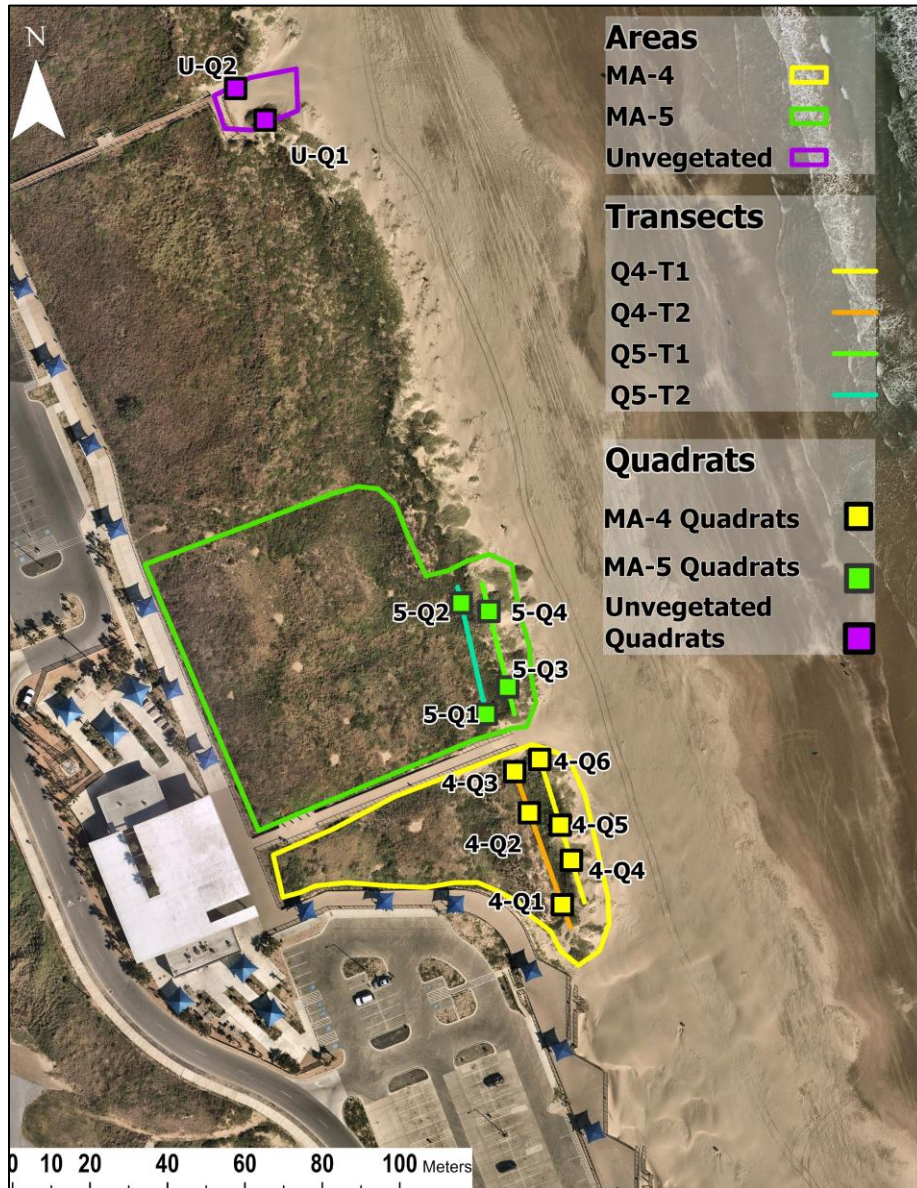 N
U-Q2
U-Q1
Areas
MA-4
MA-5
Unvegetated
Transects
Q4-T1
Q4-T2
Q5-T1
Q5-T2
Quadrats
MA-4 Quadrats
MA-5 Quadrats
Unvegetated
Quadrats
5-Q2
5-Q4
5-Q3
5-Q1
4-Q6
4-Q3
4-Q5
4-Q2
4-Q4
4-Q1
0 10 20 40 60 80 100 Meters